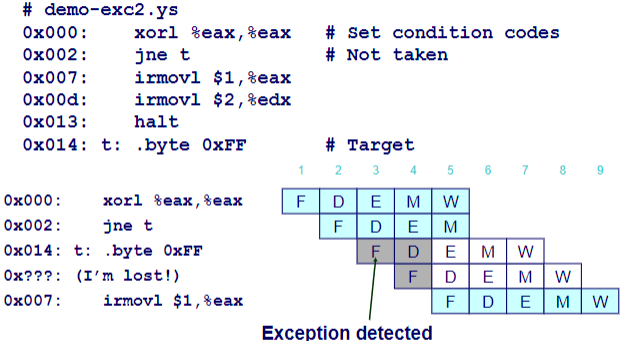 # demo-exc2.ys
0x000: xorl %eax,%eax # Set condition codes
0x002: jne t # Not taken
0x007: irmovl $1,%eax
0x00d: irmovl $2,%edx
0x013: halt
0x014: t: .byte 0xFF # Target
1 2 3 4 5 6 7 8 9
0x000: xorl %eax,%eax F D E M W
0x002: jne t F D E M
0x014: t: .byte 0xFF F D E M W
0x???: (I'm lost!) F D E M W
0x007: irmovl $1,%eax F D E M W
Exception detected